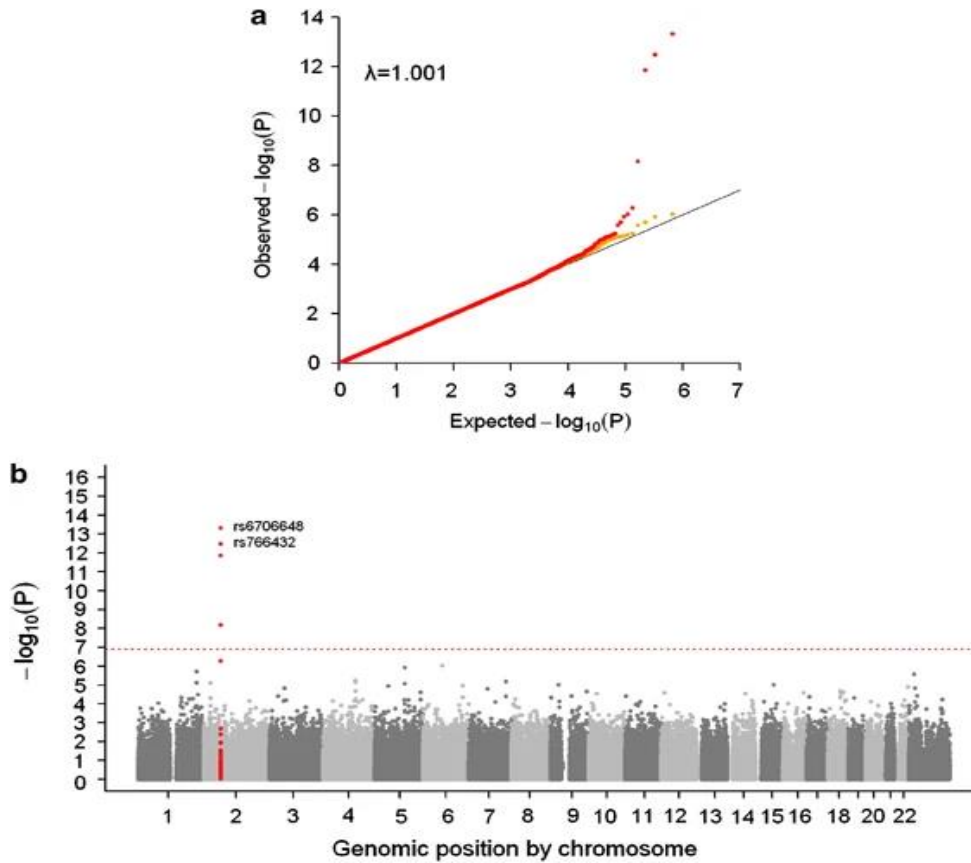 a
14
12
10
8
6
4
2
0
Observed −log₁₀(P)
λ=1.001
0 1 2 3 4 5 6 7
Expected −log₁₀(P)
b
16
15
14
13
12
11
10
9
8
7
6
5
4
3
2
1
0
−log₁₀(P)
rs6706648
rs766432
1 2 3 4 5 6 7 8 9 10 11 12 13 14 15 16 18 20 22
Genomic position by chromosome